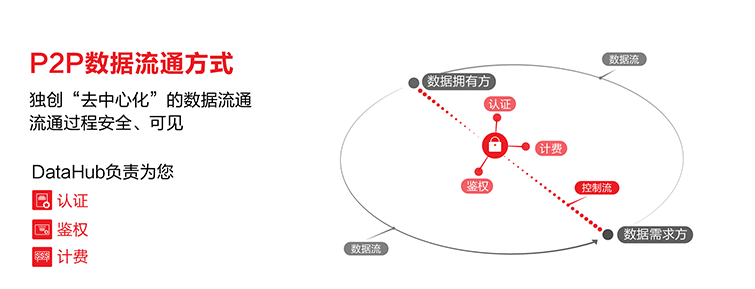 P2P数据流通方式
独创“去中心化”的数据流通
流通过程安全、可见
DataHub负责为您
认证
鉴权
计费
数据流
数据拥有方
认证
计费
鉴权
控制流
数据需求方
数据流